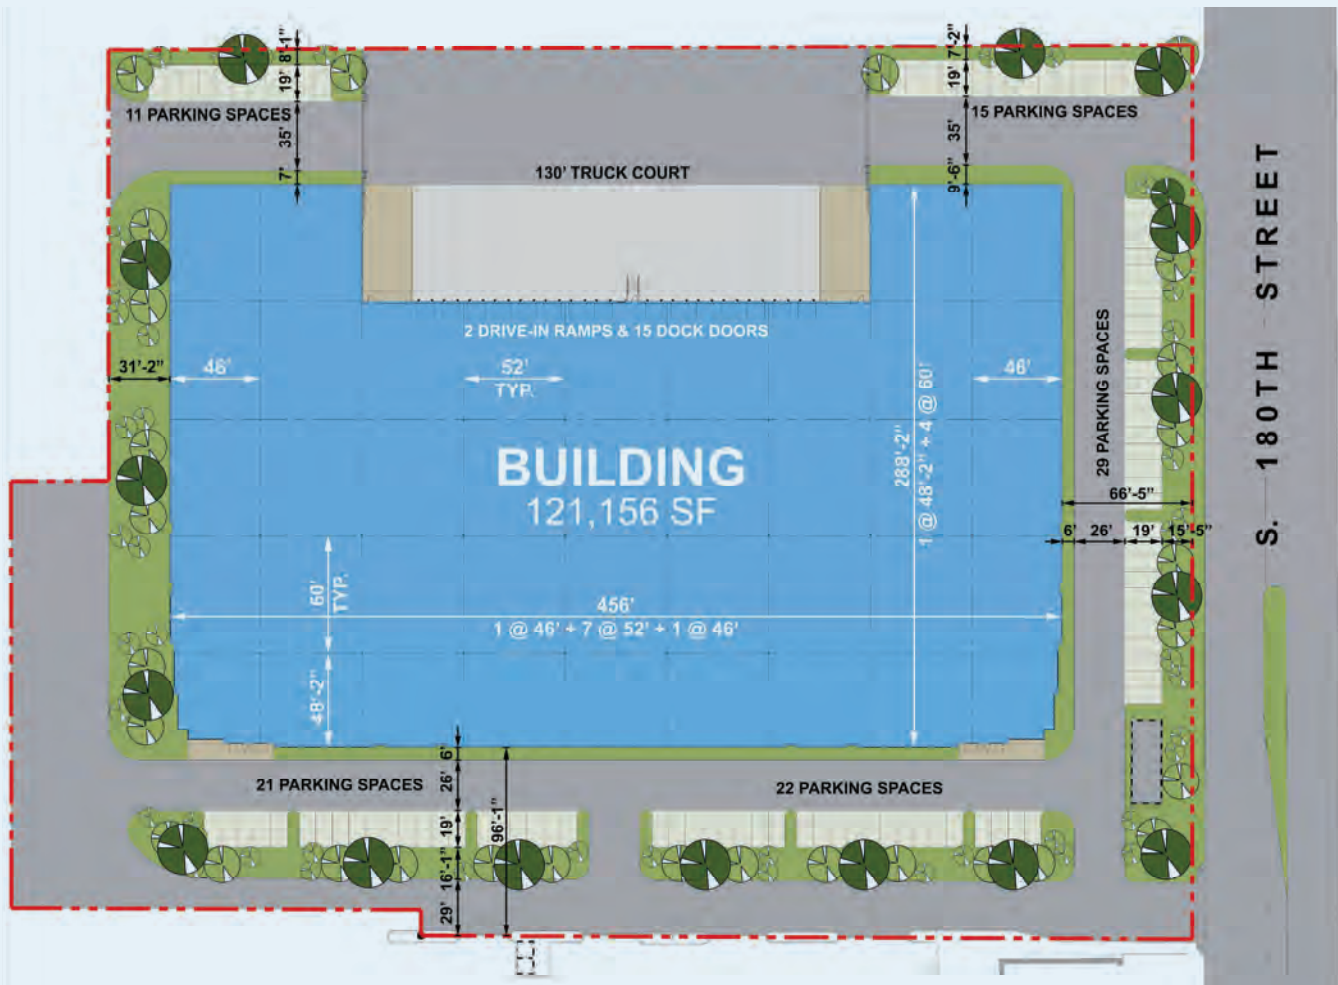 8'-1"
19'
11 PARKING SPACES
35'
7'
7'-2"
19'
15 PARKING SPACES
35'
9'-6"
130' TRUCK COURT
2 DRIVE-IN RAMPS & 15 DOCK DOORS
31'-2"
46'
52'
TYP.
46'
288'-2"
1 @ 48'-2" + 4 @ 60'
29 PARKING SPACES
S. 180TH STREET
BUILDING
121,156 SF
66'-5"
6'
26'
19'
15'-5"
60'
TYP.
456'
1 @ 46' + 7 @ 52' + 1 @ 46'
48'-2"
6'
26'
19'
16'-1"
29'
96'-1"
21 PARKING SPACES
22 PARKING SPACES